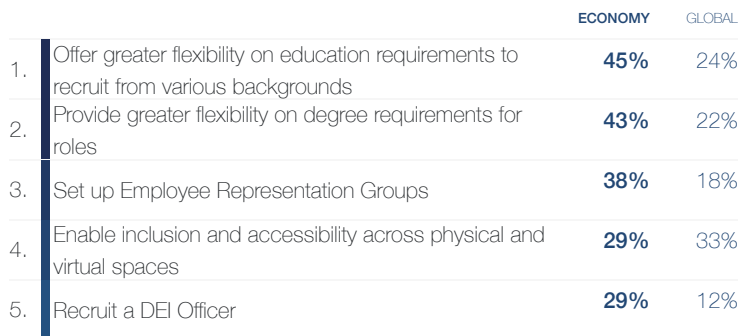 ECONOMY GLOBAL
1. Offer greater flexibility on education requirements to 45% 24%
recruit from various backgrounds
2. Provide greater flexibility on degree requirements for 43% 22%
roles
3. Set up Employee Representation Groups 38% 18%
4. Enable inclusion and accessibility across physical and 29% 33%
virtual spaces
5. Recruit a DEI Officer 29% 12%